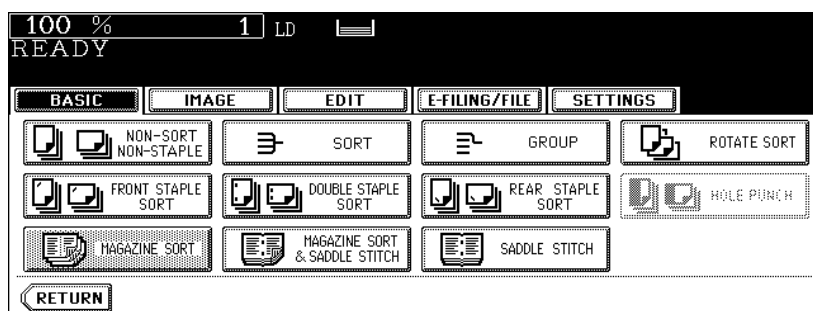 100 % 1 LD
READY
BASIC IMAGE EDIT E-FILING/FILE SETTINGS
NON-SORT
NON-STAPLE
SORT
GROUP
ROTATE SORT
FRONT STAPLE
SORT
DOUBLE STAPLE
SORT
REAR STAPLE
SORT
HOLE PUNCH
MAGAZINE SORT
MAGAZINE SORT
& SADDLE STITCH
SADDLE STITCH
RETURN